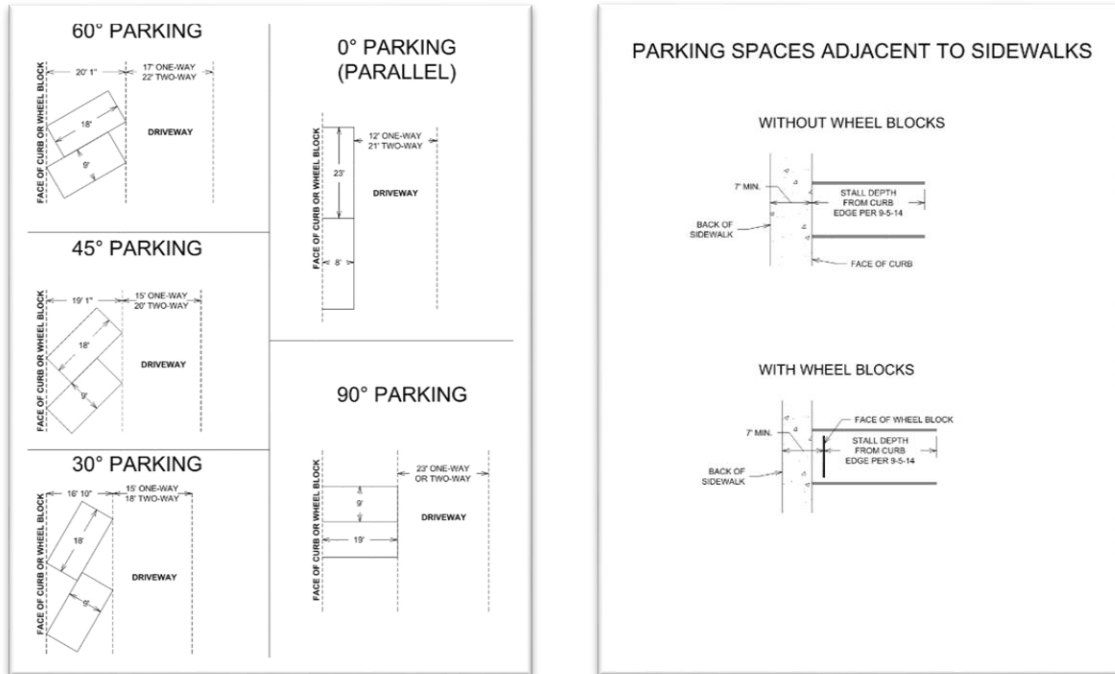 60° PARKING
20' 1"
17' ONE-WAY
22' TWO-WAY
FACE OF CURB OR WHEEL BLOCK
18'
9'
DRIVEWAY
45° PARKING
19' 1"
15' ONE-WAY
20' TWO-WAY
FACE OF CURB OR WHEEL BLOCK
18'
9'
DRIVEWAY
30° PARKING
16' 10"
15' ONE-WAY
18' TWO-WAY
FACE OF CURB OR WHEEL BLOCK
18'
9'
DRIVEWAY
0° PARKING
(PARALLEL)
12' ONE-WAY
21' TWO-WAY
FACE OF CURB OR WHEEL BLOCK
23'
8'
DRIVEWAY
90° PARKING
23' ONE-WAY
OR TWO-WAY
FACE OF CURB OR WHEEL BLOCK
9'
19'
DRIVEWAY
PARKING SPACES ADJACENT TO SIDEWALKS
WITHOUT WHEEL BLOCKS
7' MIN.
STALL DEPTH
FROM CURB
EDGE PER 9-5-14
BACK OF
SIDEWALK
FACE OF CURB
WITH WHEEL BLOCKS
FACE OF WHEEL BLOCK
7' MIN.
STALL DEPTH
FROM CURB
EDGE PER 9-5-14
BACK OF
SIDEWALK
FACE OF CURB